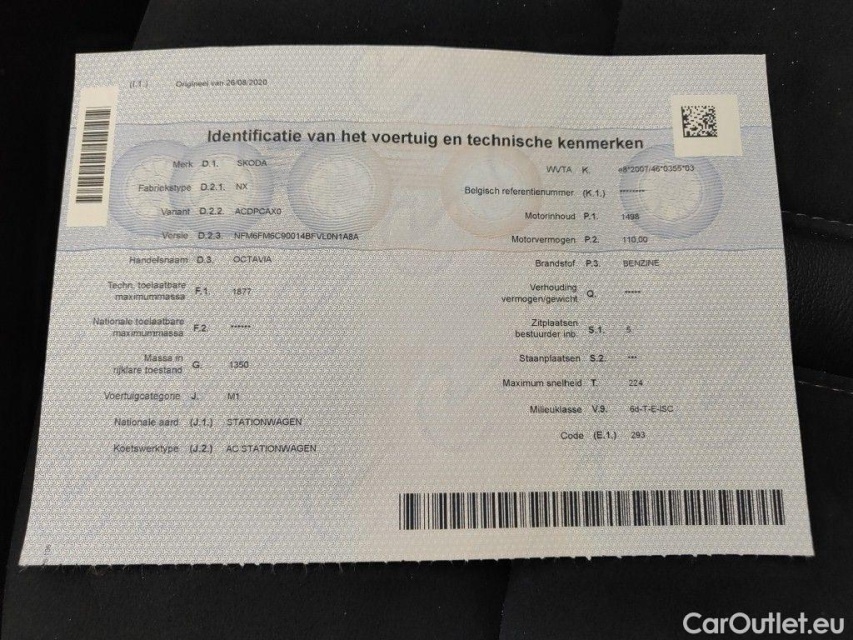 (I.1.) Origineel van 26/08/2020
Identificatie van het voertuig en technische kenmerken
Merk D.1. SKODA
Fabriekstype D.2.1. NX
Variant D.2.2. ACDPCAX0
Versie D.2.3. NFM6FM6C90014BFVL0N1A8A
Handelsnaam D.3. OCTAVIA
Techn. toelaatbare
maximummassa F.1. 1877
Nationale toelaatbare
maximummassa F.2. ******
Massa in
rijklare toestand G. 1350
Voertuigcategorie J. M1
Nationale aard (J.1.) STATIONWAGEN
Koetswerktype (J.2.) AC STATIONWAGEN
WVTA K. e8*2007/46*0355*03
Belgisch referentienummer (K.1.) ********
Motorinhoud P.1. 1498
Motorvermogen P.2. 110,00
Brandstof P.3. BENZINE
Verhouding
vermogen/gewicht Q. *****
Zitplaatsen
bestuurder inb. S.1. 5
Staanplaatsen S.2. ***
Maximum snelheid T. 224
Milieuklasse V.9. 6d-T-E-ISC
Code (E.1.) 293
CarOutlet.eu